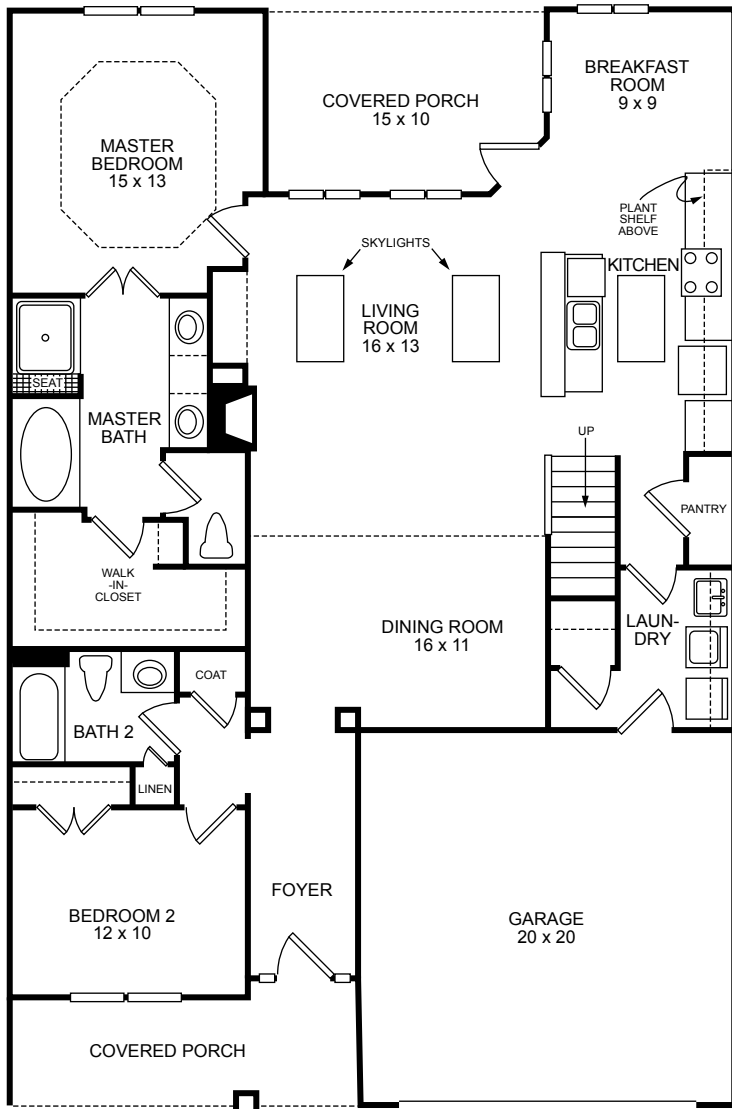 BREAKFAST
ROOM
9 x 9
COVERED PORCH
15 x 10
MASTER
BEDROOM
15 x 13
PLANT
SHELF
ABOVE
SKYLIGHTS
KITCHEN
LIVING
ROOM
16 x 13
SEAT
MASTER
BATH
UP
PANTRY
WALK
-IN-
CLOSET
DINING ROOM
16 x 11
LAUN-
DRY
COAT
BATH 2
LINEN
FOYER
BEDROOM 2
12 x 10
GARAGE
20 x 20
COVERED PORCH